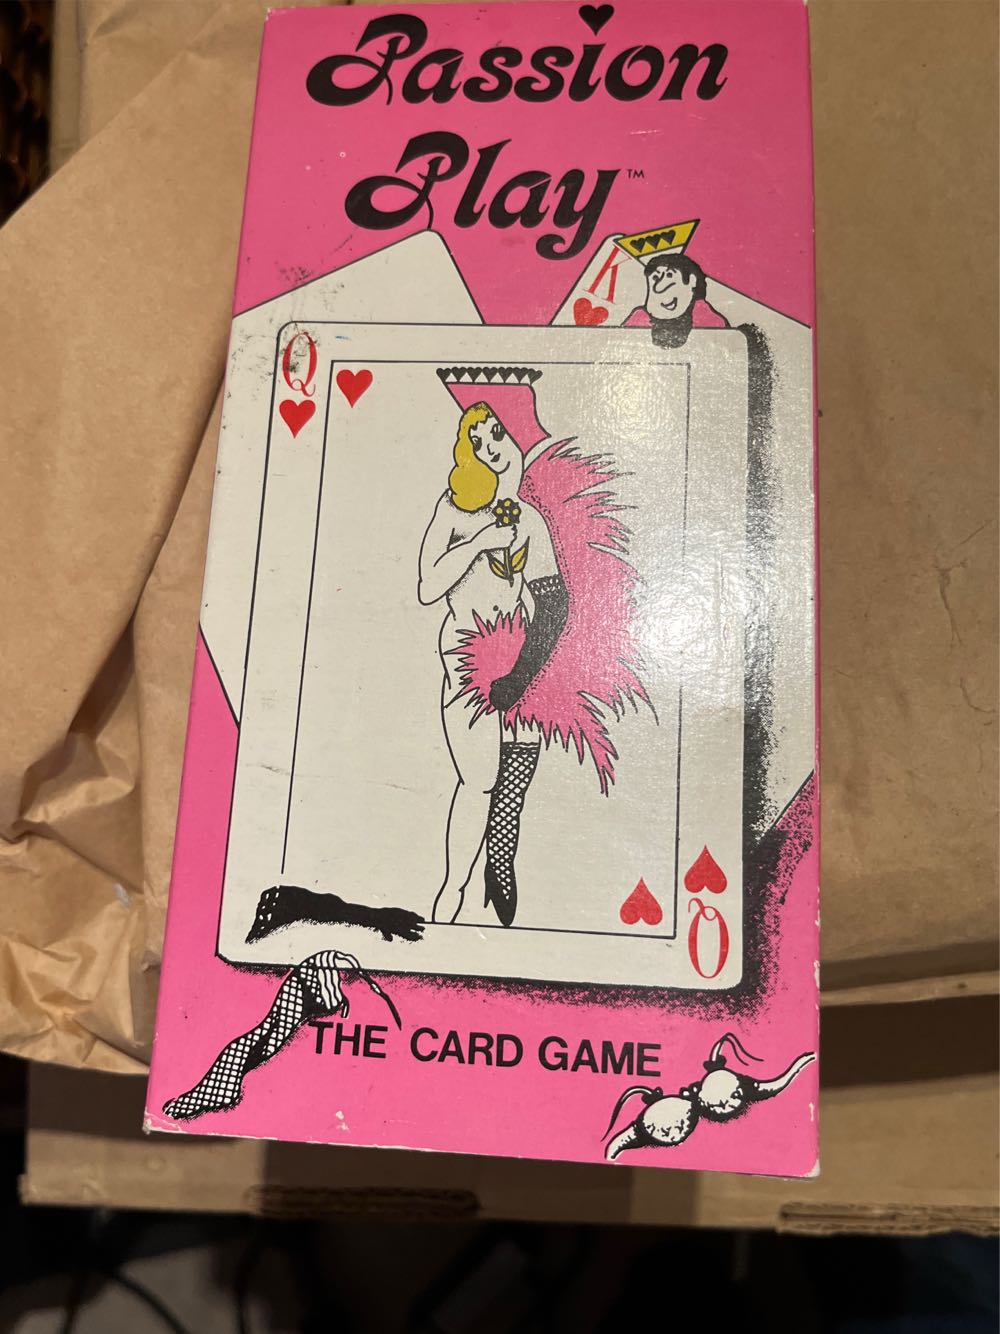 Passion
Play™
K
Q
Q
THE CARD GAME